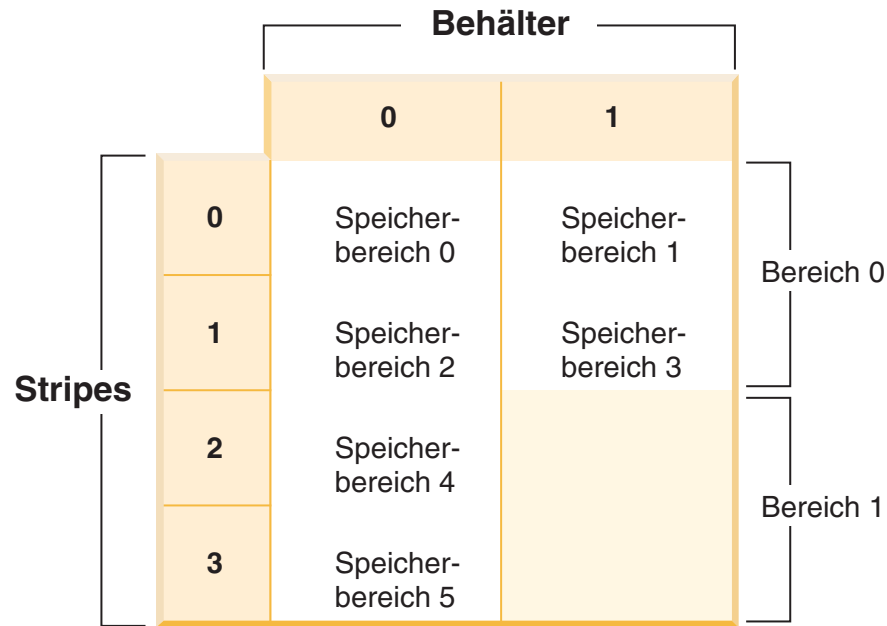 Behälter
0 1
0 Speicher-
bereich 0
Speicher-
bereich 1
Bereich 0
1 Speicher-
bereich 2
Speicher-
bereich 3
Stripes
2 Speicher-
bereich 4
Bereich 1
3 Speicher-
bereich 5